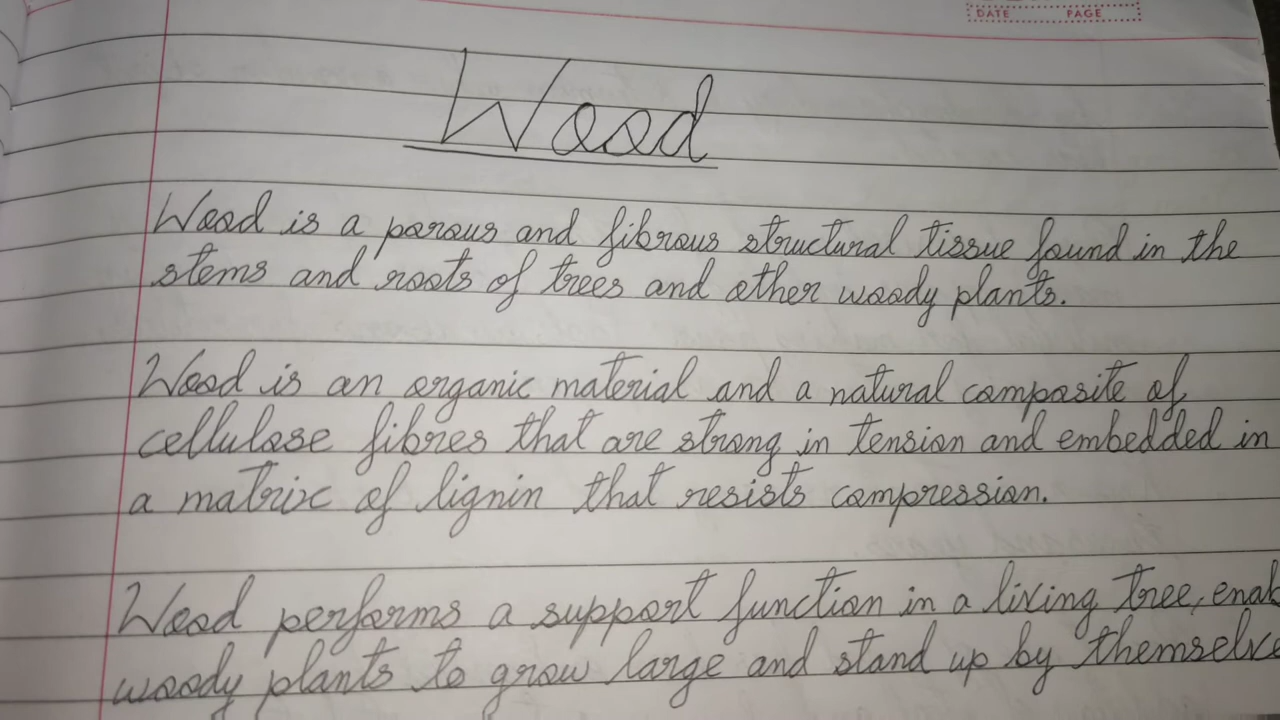 DATE PAGE
Wood
Wood is a porous and fibrous structural tissue found in the
stems and roots of trees and other woody plants.
Wood is an organic material and a natural composite of
cellulose fibres that are strong in tension and embedded in
a matrix of lignin that resists compression.
Wood performs a support function in a living tree, enab
woody plants to grow large and stand up by themselve